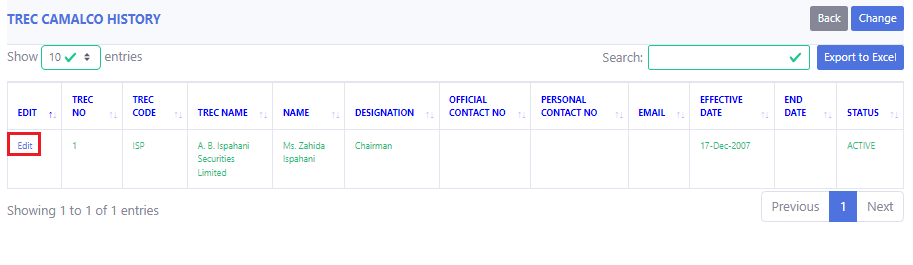 TREC CAMALCO HISTORY
Back
Change
Show 10 entries
Search:
Export to Excel
EDIT
TREC NO
TREC CODE
TREC NAME
NAME
DESIGNATION
OFFICIAL CONTACT NO
PERSONAL CONTACT NO
EMAIL
EFFECTIVE DATE
END DATE
STATUS
Edit
1
ISP
A. B. Ispahani
Securities
Limited
Ms. Zahida
Ispahani
Chairman
17-Dec-2007
ACTIVE
Showing 1 to 1 of 1 entries
Previous
1
Next